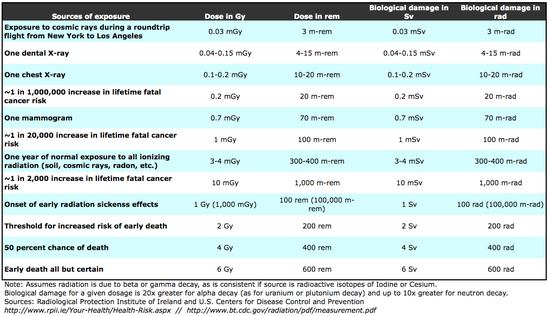 Sources of exposure Dose in Gy Dose in rem Biological damage in Sv Biological damage in rad
Exposure to cosmic rays during a roundtrip flight from New York to Los Angeles 0.03 mGy 3 m-rem 0.03 mSv 3 m-rad
One dental X-ray 0.04-0.15 mGy 4-15 m-rem 0.04-0.15 mSv 4-15 m-rad
One chest X-ray 0.1-0.2 mGy 10-20 m-rem 0.1-0.2 mSv 10-20 m-rad
~1 in 1,000,000 increase in lifetime fatal cancer risk 0.2 mGy 20 m-rem 0.2 mSv 20 m-rad
One mammogram 0.7 mGy 70 m-rem 0.7 mSv 70 m-rad
~1 in 20,000 increase in lifetime fatal cancer risk 1 mGy 100 m-rem 1 mSv 100 m-rad
One year of normal exposure to all ionizing radiation (soil, cosmic rays, radon, etc.) 3-4 mGy 300-400 m-rem 3-4 mSv 300-400 m-rad
~1 in 2,000 increase in lifetime fatal cancer risk 10 mGy 1,000 m-rem 10 mSv 1,000 m-rad
Onset of early radiation sickenss effects 1 Gy (1,000 mGy) 100 rem (100,000 m-rem) 1 Sv 100 rad (100,000 m-rad)
Threshold for increased risk of early death 2 Gy 200 rem 2 Sv 200 rad
50 percent chance of death 4 Gy 400 rem 4 Sv 400 rad
Early death all but certain 6 Gy 600 rem 6 Sv 600 rad
Note: Assumes radiation is due to beta or gamma decay, as is consistent if source is radioactive isotopes of Iodine or Cesium.
Biological damage for a given dosage is 20x greater for alpha decay (as for uranium or plutonium decay) and up to 10x greater for neutron decay.
Sources: Radiological Protection Institute of Ireland and U.S. Centers for Disease Control and Prevention
http://www.rpii.ie/Your-Health/Health-Risk.aspx // http://www.bt.cdc.gov/radiation/pdf/measurement.pdf